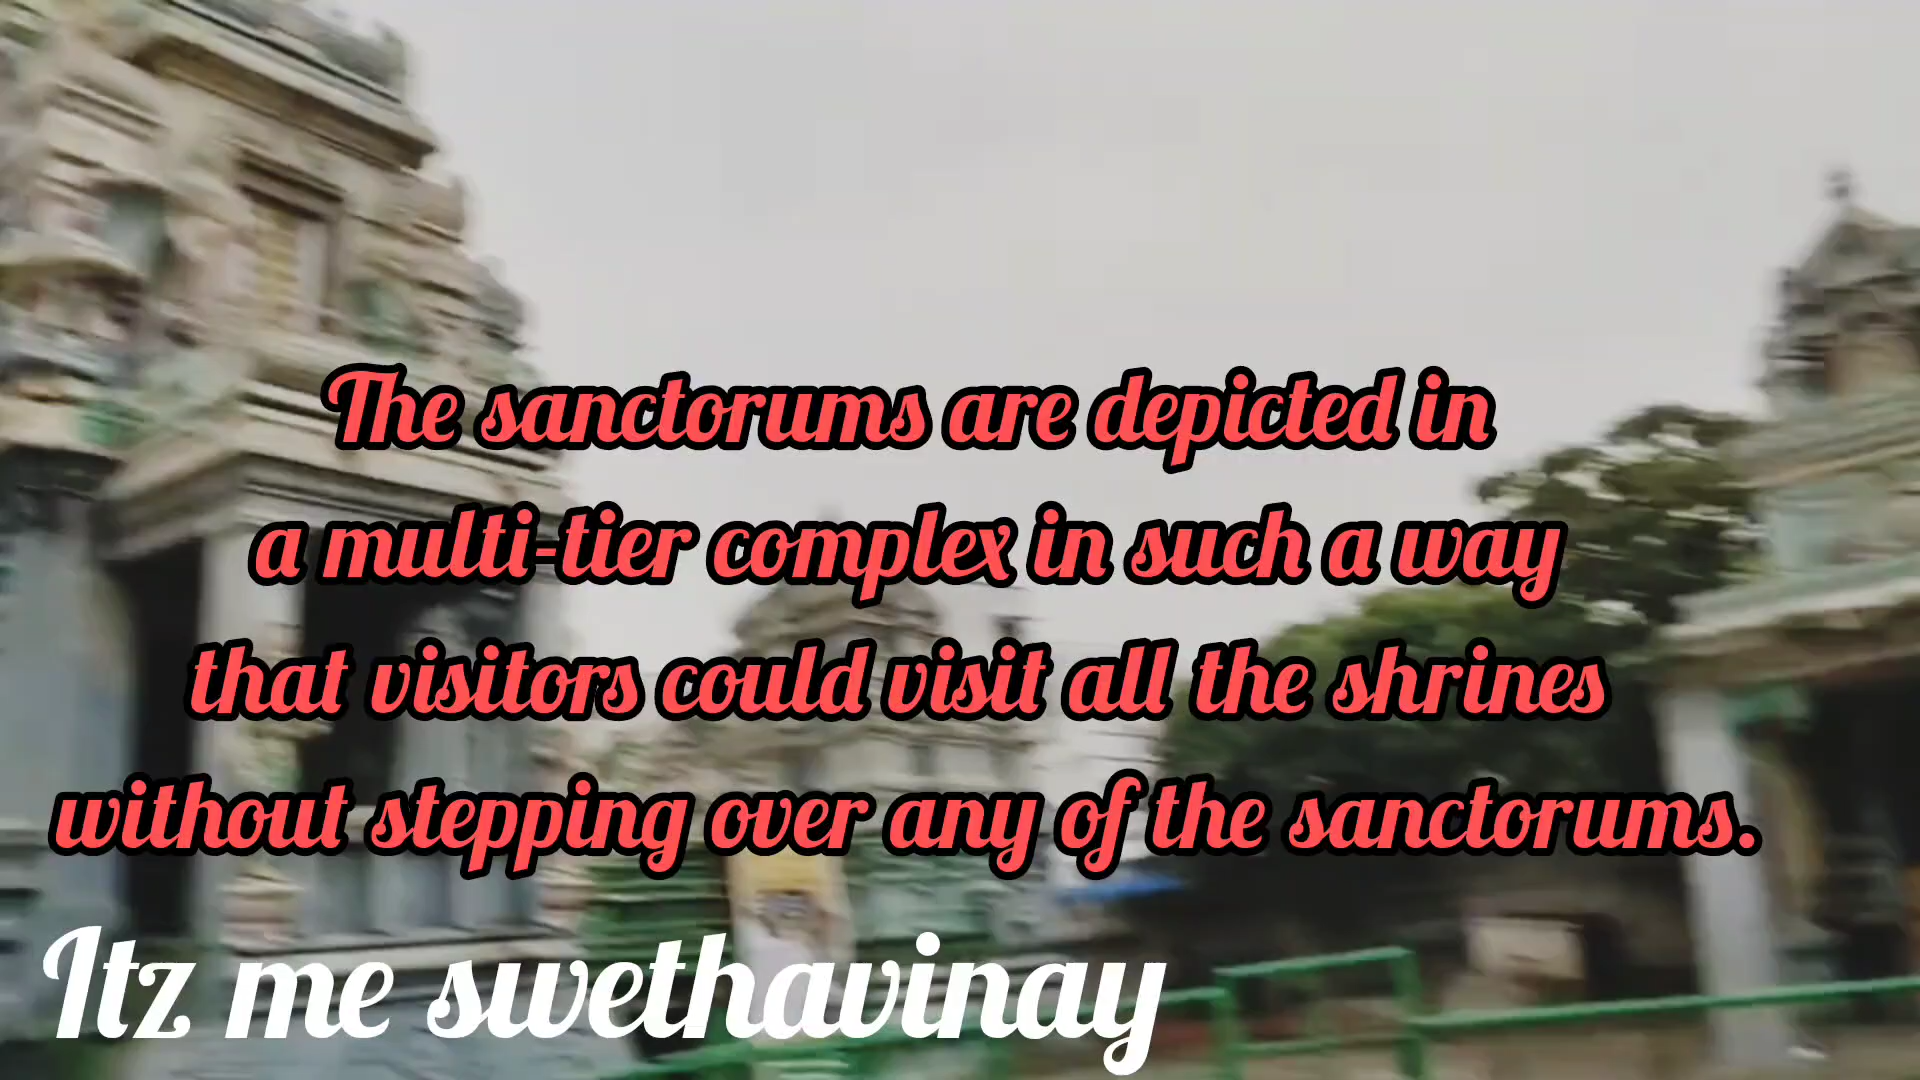 The sanctorums are depicted in
a multi-tier complex in such a way
that visitors could visit all the shrines
without stepping over any of the sanctorums.
Itz me swethavinay